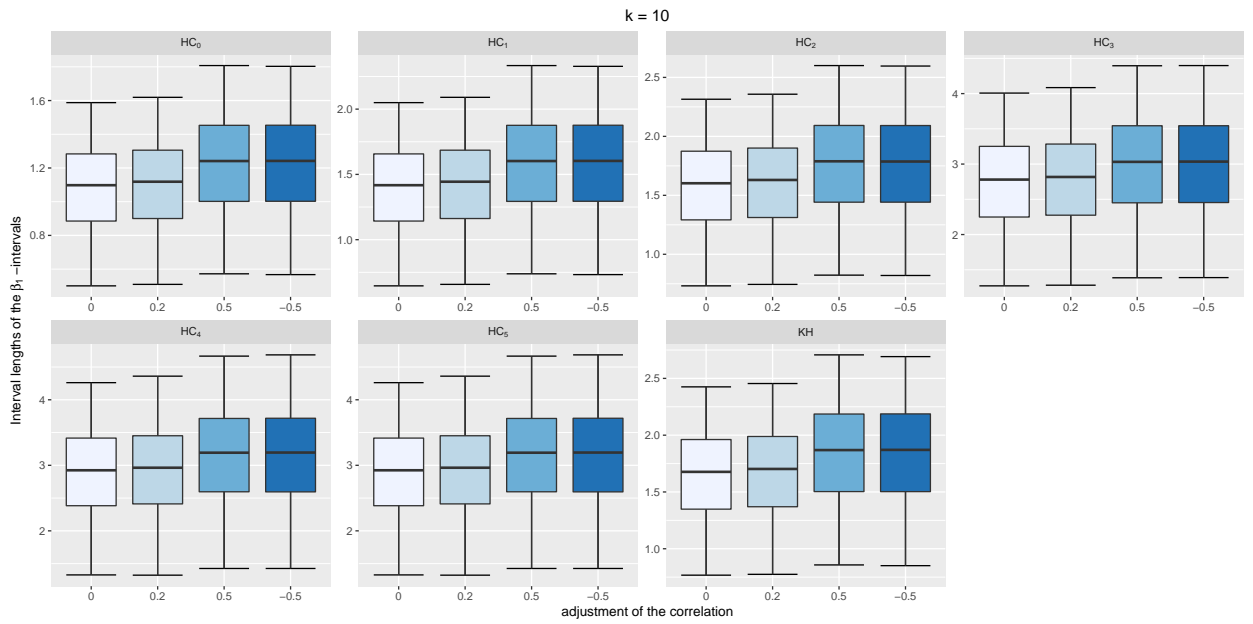 k = 10
HC₀
HC₁
HC₂
HC₃
1.6
1.2
0.8
2.0
1.5
1.0
2.5
2.0
1.5
1.0
4
3
2
0 0.2 0.5 −0.5
0 0.2 0.5 −0.5
0 0.2 0.5 −0.5
0 0.2 0.5 −0.5
Interval lengths of the β₁ −intervals
HC₄
HC₅
KH
4
3
2
4
3
2
2.5
2.0
1.5
1.0
0 0.2 0.5 −0.5
0 0.2 0.5 −0.5
0 0.2 0.5 −0.5
adjustment of the correlation